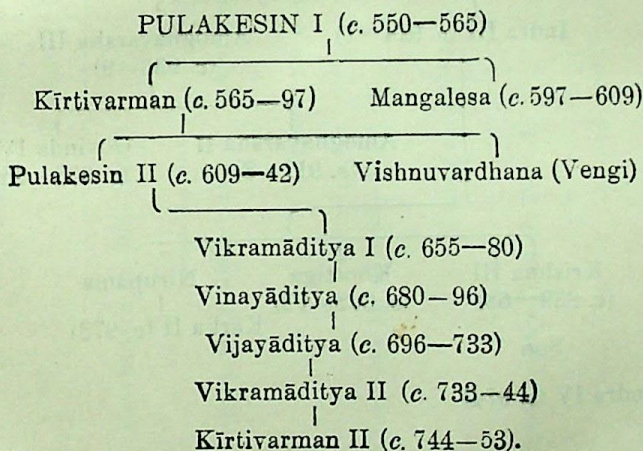 PULAKESIN I (c. 550—565)
Kīrtivarman (c. 565—97) Mangalesa (c. 597—609)
Pulakesin II (c. 609—42) Vishnuvardhana (Vengi)
Vikramāditya I (c. 655—80)
Vinayāditya (c. 680—96)
Vijayāditya (c. 696—733)
Vikramāditya II (c. 733—44)
Kīrtivarman II (c. 744—53).